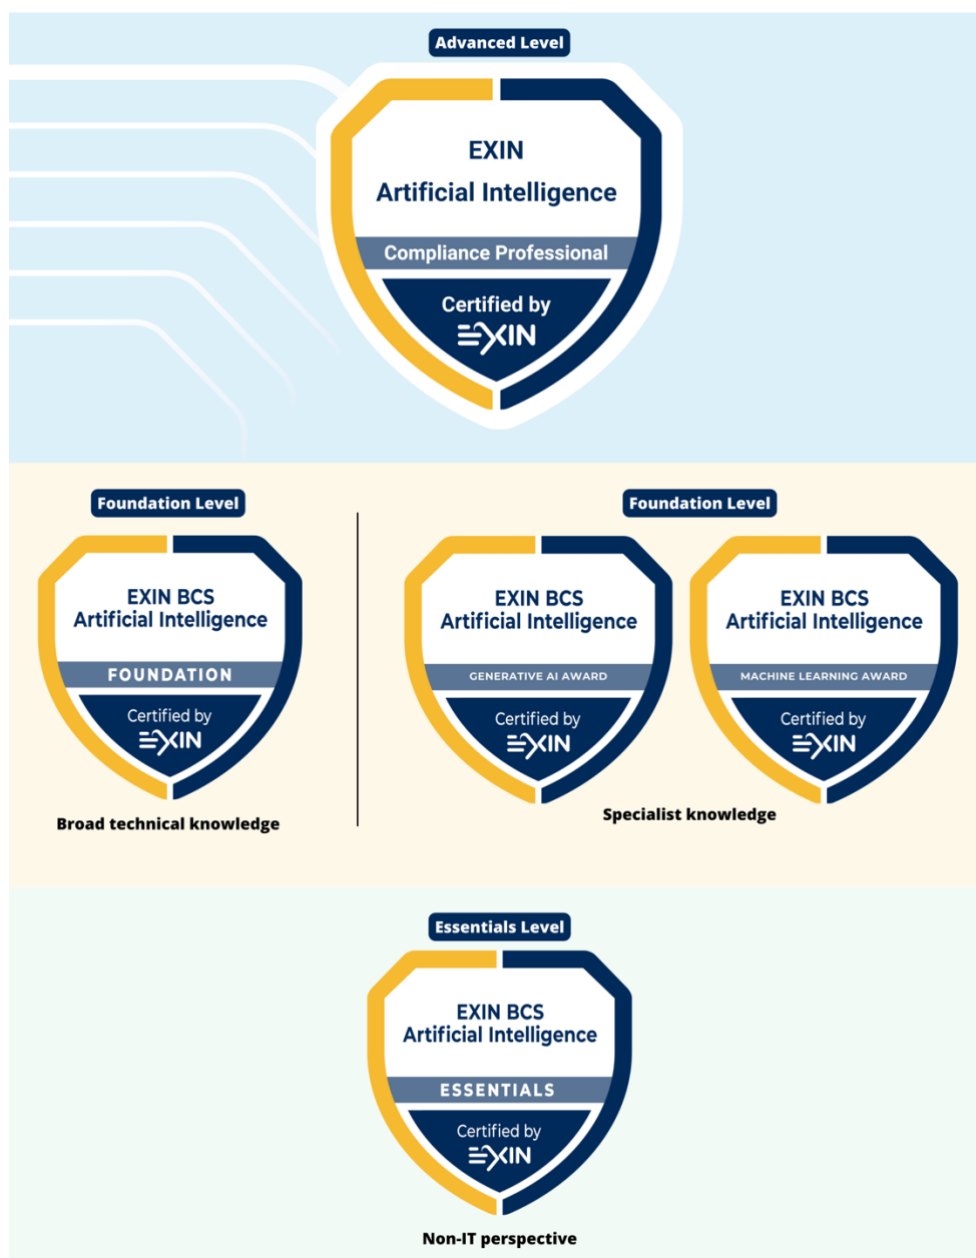 Advanced Level
EXIN
Artificial Intelligence
Compliance Professional
Certified by
EXIN
Foundation Level
EXIN BCS
Artificial Intelligence
FOUNDATION
Certified by
EXIN
Broad technical knowledge
Foundation Level
EXIN BCS
Artificial Intelligence
GENERATIVE AI AWARD
Certified by
EXIN
EXIN BCS
Artificial Intelligence
MACHINE LEARNING AWARD
Certified by
EXIN
Specialist knowledge
Essentials Level
EXIN BCS
Artificial Intelligence
ESSENTIALS
Certified by
EXIN
Non-IT perspective